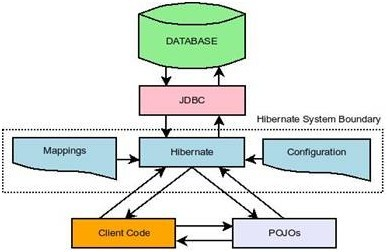 DATABASE
JDBC
Hibernate System Boundary
Mappings
Hibernate
Configuration
Client Code
POJOs